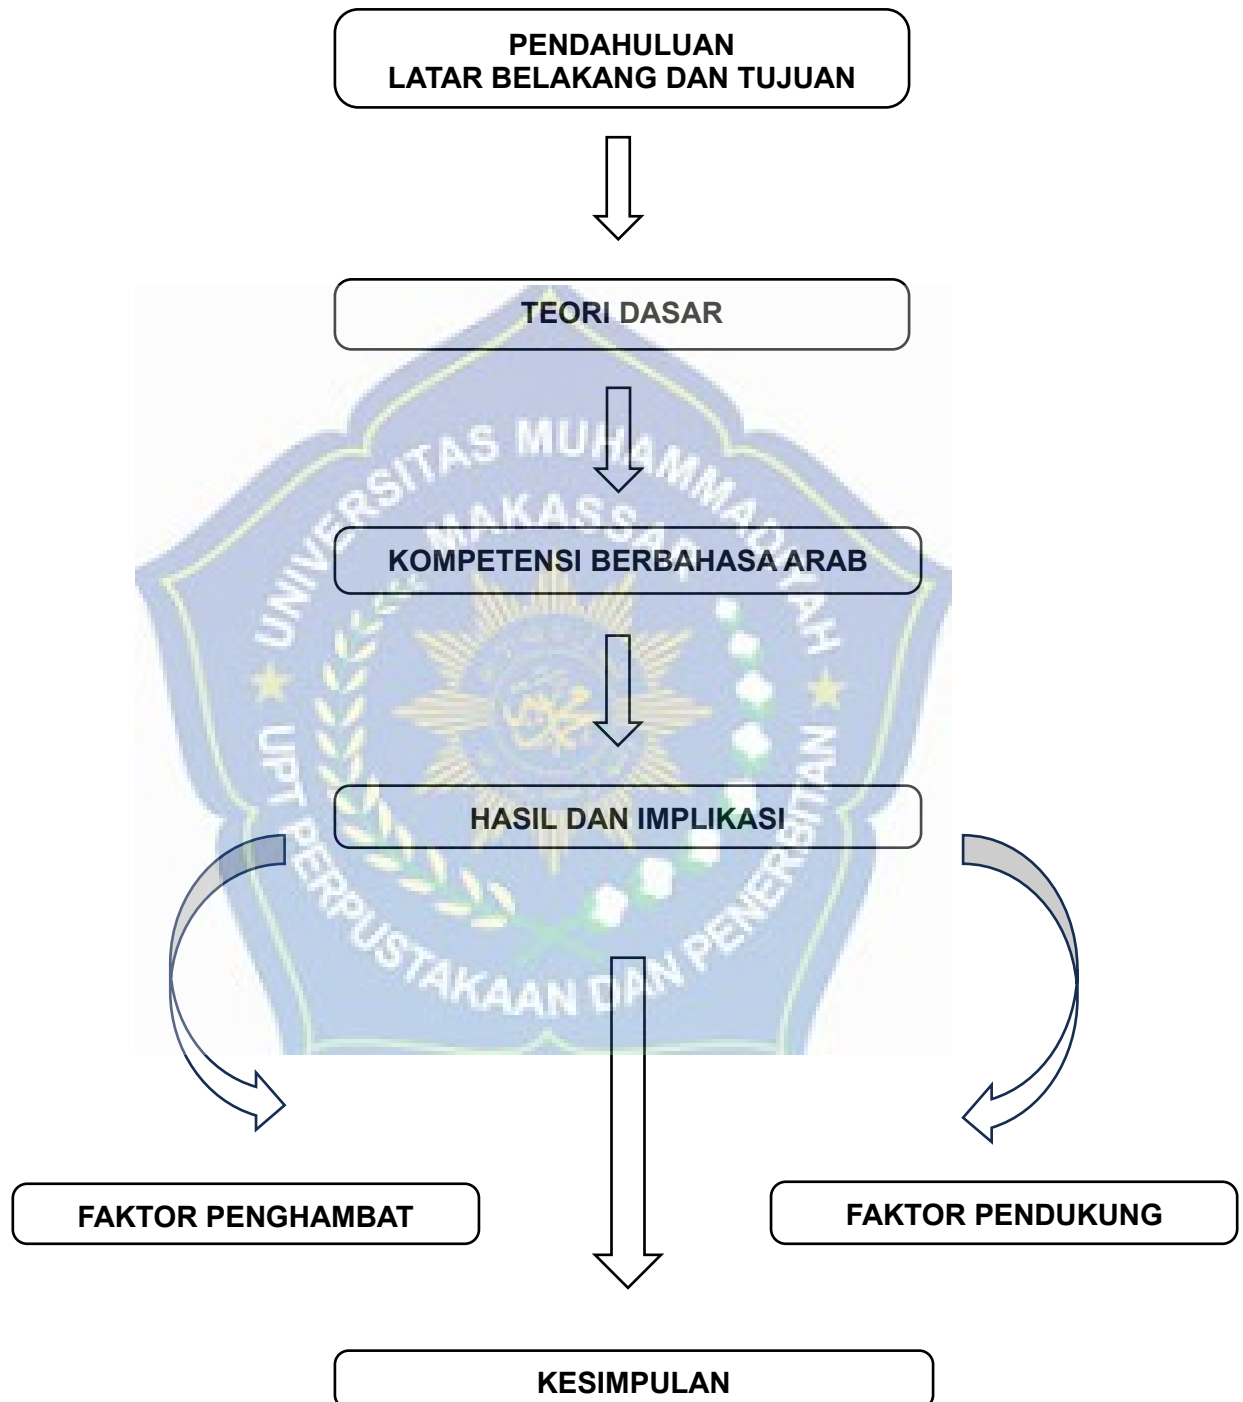 PENDAHULUAN
LATAR BELAKANG DAN TUJUAN
TEORI DASAR
UNIVERSITAS MUHAMMADIYAH
MAKASSAR
KOMPETENSI BERBAHASA ARAB
HASIL DAN IMPLIKASI
UPT PERPUSTAKAAN DAN PENERBITAN
FAKTOR PENGHAMBAT
FAKTOR PENDUKUNG
KESIMPULAN